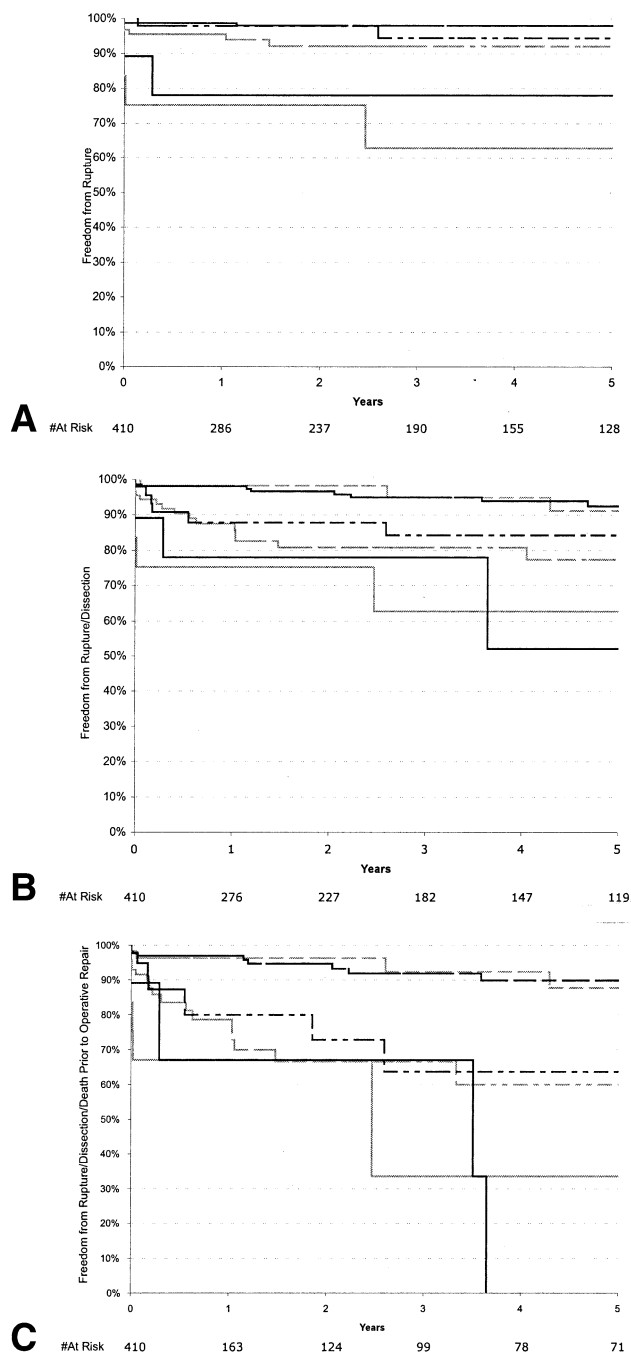 100%
90%
80%
70%
60%
50%
40%
30%
20%
10%
0%
Freedom from Rupture
0 1 2 3 4 5
Years
A #At Risk 410 286 237 190 155 128
100%
90%
80%
70%
60%
50%
40%
30%
20%
10%
0%
Freedom from Rupture/Dissection
0 1 2 3 4 5
Years
B #At Risk 410 276 227 182 147 119
100%
90%
80%
70%
60%
50%
40%
30%
20%
10%
0%
Freedom from Rupture/Dissection/Death Prior to Operative Repair
0 1 2 3 4 5
Years
C #At Risk 410 163 124 99 78 71